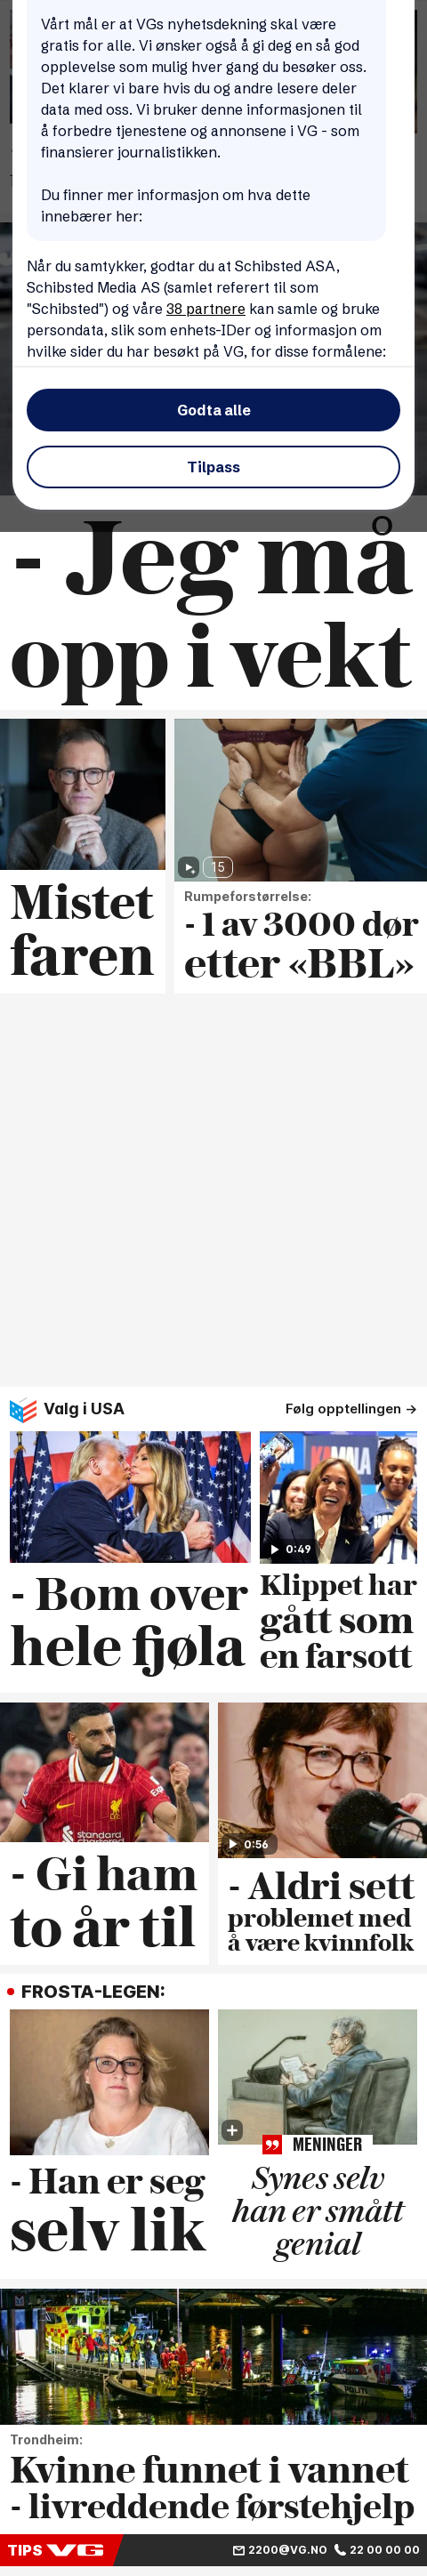 Vårt mål er at VGs nyhetsdekning skal være
gratis for alle. Vi ønsker også å gi deg en så god
opplevelse som mulig hver gang du besøker oss.
Det klarer vi bare hvis du og andre lesere deler
data med oss. Vi bruker denne informasjonen til
å forbedre tjenestene og annonsene i VG - som
finansierer journalistikken.
Du finner mer informasjon om hva dette
innebærer her:
Når du samtykker, godtar du at Schibsted ASA,
Schibsted Media AS (samlet referert til som
"Schibsted") og våre 38 partnere kan samle og bruke
persondata, slik som enhets-IDer og informasjon om
hvilke sider du har besøkt på VG, for disse formålene:
Godta alle
Tilpass
- Jeg må
opp i vekt
15
Mistet
faren
Rumpeforstørrelse:
- 1 av 3000 dør
etter «BBL»
Valg i USA
Følg opptellingen →
0:49
- Bom over
hele fjøla
Klippet har
gått som
en farsott
- Gi ham
to år til
0:56
- Aldri sett
problemet med
å være kvinnfolk
FROSTA-LEGEN:
- Han er seg
selv lik
MENINGER
Synes selv
han er smått
genial
Trondheim:
Kvinne funnet i vannet
- livreddende førstehjelp
TIPS VG
2200@VG.NO
22 00 00 00